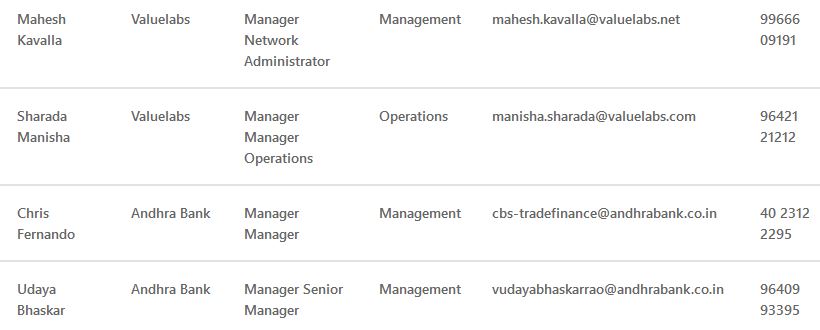 Mahesh Valuelabs Manager Management mahesh.kavalla@valuelabs.net 99666
Kavalla Network 09191
Administrator
Sharada Valuelabs Manager Operations manisha.sharada@valuelabs.com 96421
Manisha Manager 21212
Operations
Chris Andhra Bank Manager Management cbs-tradefinance@andhrabank.co.in 40 2312
Fernando Manager 2295
Udaya Andhra Bank Manager Senior Management vudayabhaskarrao@andhrabank.co.in 96409
Bhaskar Manager 93395